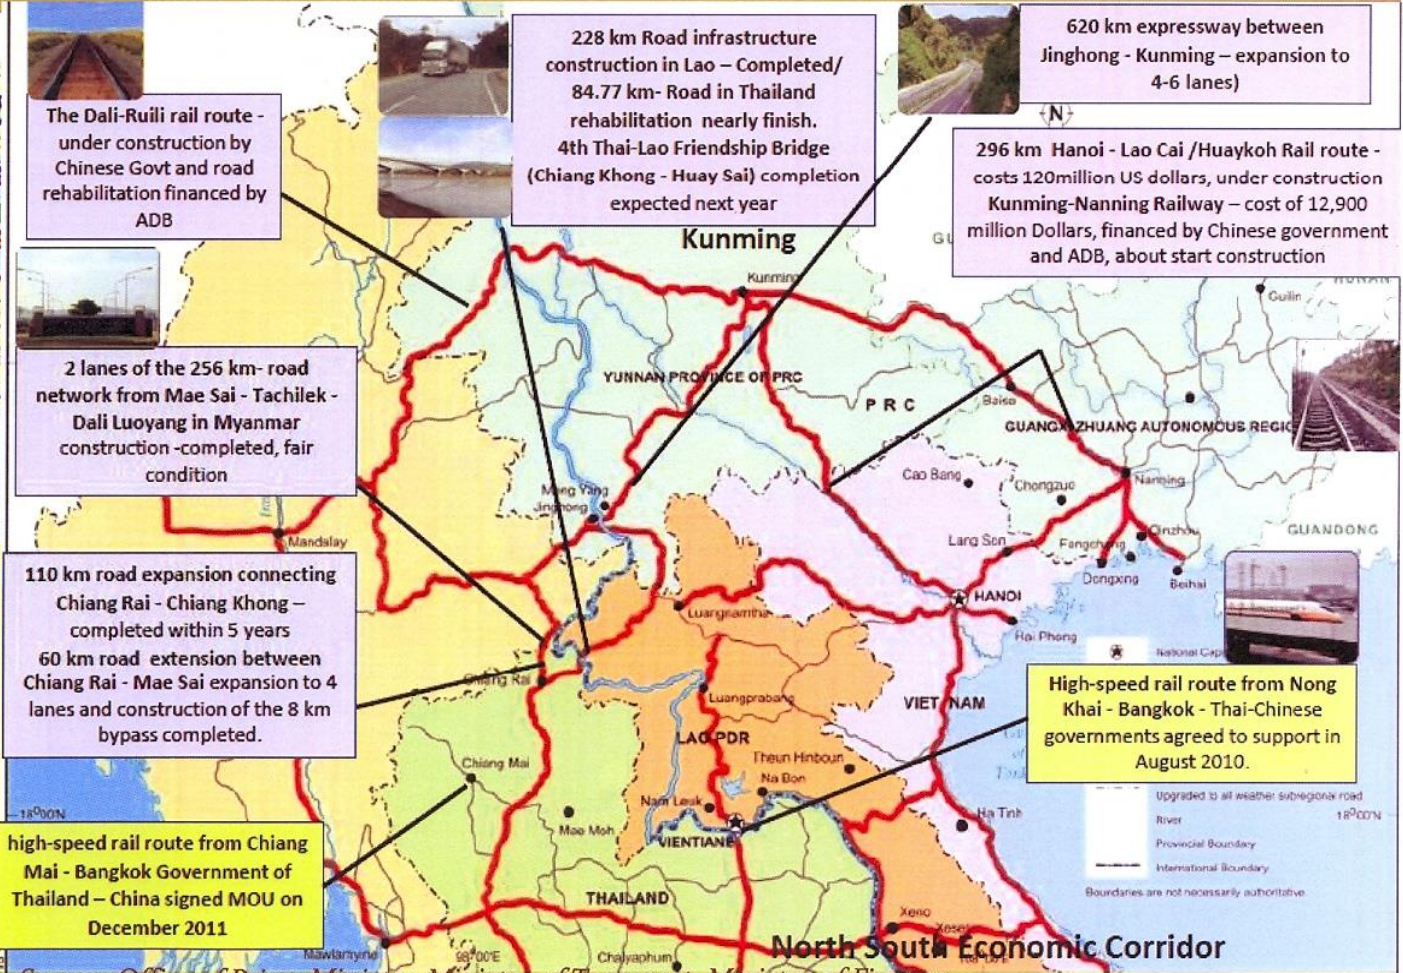 The Dali-Ruili rail route -
under construction by
Chinese Govt and road
rehabilitation financed by
ADB
228 km Road infrastructure
construction in Lao – Completed/
84.77 km- Road in Thailand
rehabilitation nearly finish.
4th Thai-Lao Friendship Bridge
(Chiang Khong - Huay Sai) completion
expected next year
620 km expressway between
Jinghong - Kunming – expansion to
4-6 lanes)
N
296 km Hanoi - Lao Cai /Huaykoh Rail route -
costs 120million US dollars, under construction
Kunming-Nanning Railway – cost of 12,900
million Dollars, financed by Chinese government
and ADB, about start construction
2 lanes of the 256 km- road
network from Mae Sai - Tachilek -
Dali Luoyang in Myanmar
construction -completed, fair
condition
110 km road expansion connecting
Chiang Rai - Chiang Khong –
completed within 5 years
60 km road extension between
Chiang Rai - Mae Sai expansion to 4
lanes and construction of the 8 km
bypass completed.
high-speed rail route from Chiang
Mai - Bangkok Government of
Thailand – China signed MOU on
December 2011
High-speed rail route from Nong
Khai - Bangkok - Thai-Chinese
governments agreed to support in
August 2010.
Kunming
Kunming
Guilin
YUNNAN PROVINCE OF PRC
P R C
Baise
GUANGXI ZHUANG AUTONOMOUS REGIO
Cao Bang
Chongzuo
Nanning
Mong Yang
Jinghong
Mandalay
Lang Son
Fangcheng
Qinzhou
GUANDONG
Dongxing
Beihai
HANOI
Hai Phong
Luangnamtha
Chiang Rai
Luangprabang
VIET NAM
LAO PDR
Theun Hinboun
Na Bon
Nam Leuk
Chiang Mai
Mae Moh
VIENTIANE
Ha Tinh
National Cap
Upgraded to all weather subregional road
River
Provincial Boundary
International Boundary
Boundaries are not necessarily authoritative.
18°00'N
18°00'N
THAILAND
Xeno
Mawlamyine
98°00'E
Chaiyaphum
North South Economic Corridor